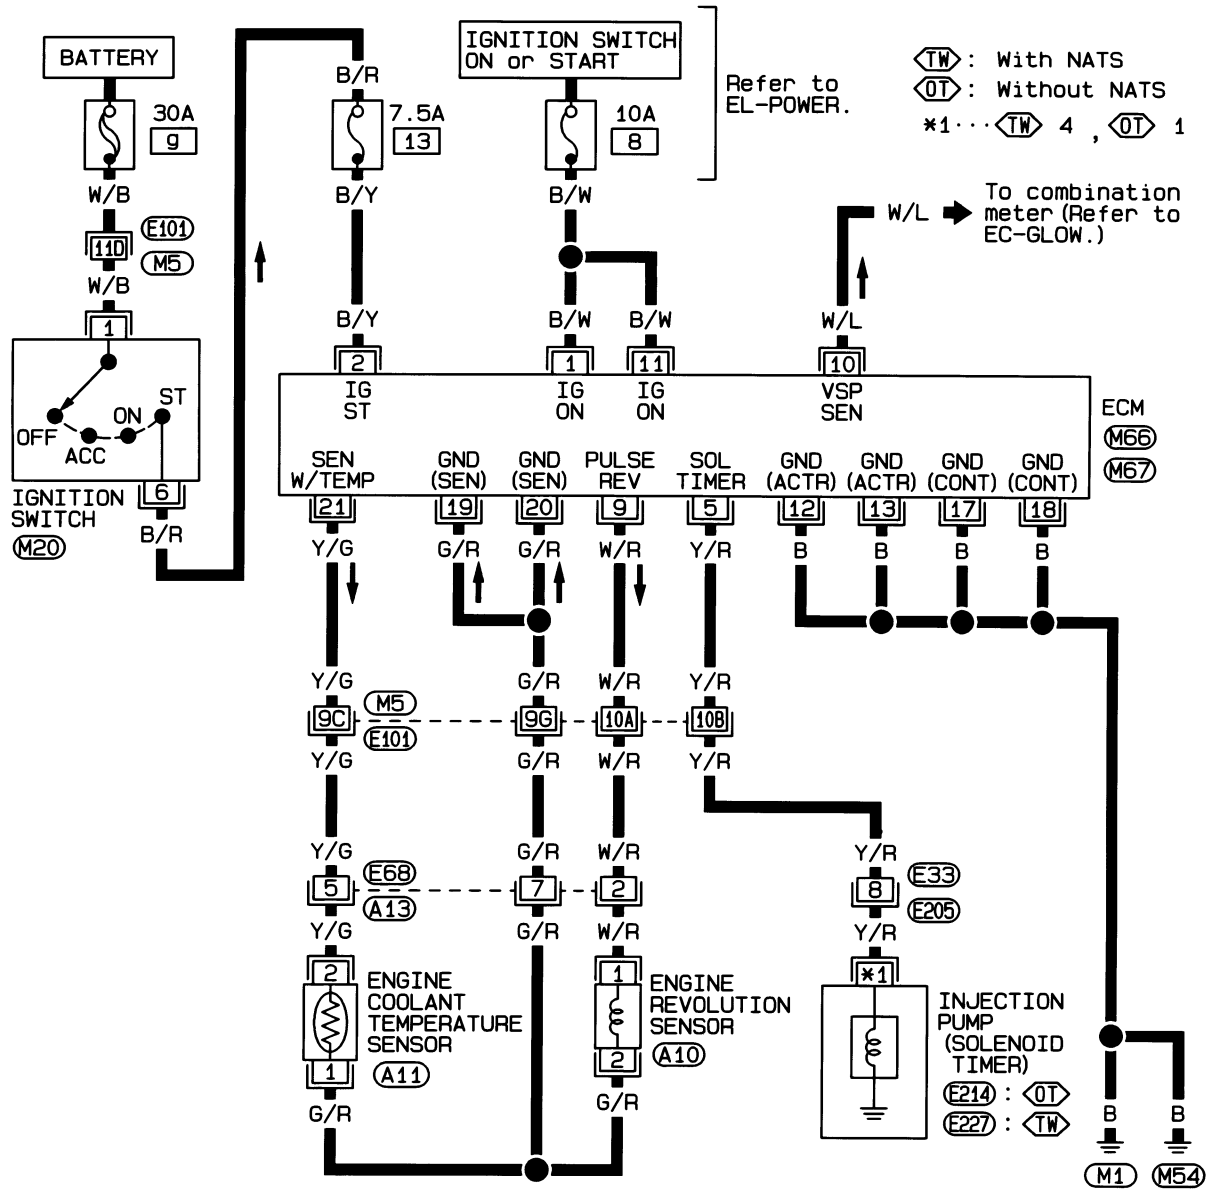 BATTERY
30A
g
W/B
11D
E101
M5
W/B
1
OFF
ACC
ON
ST
6
IGNITION
SWITCH
M20
B/R
B/R
7.5A
13
B/Y
B/Y
2
IGNITION SWITCH
ON or START
10A
8
B/W
B/W
B/W
1
11
Refer to
EL-POWER.
TW : With NATS
OT : Without NATS
*1··· TW 4 , OT 1
W/L
To combination
meter (Refer to
EC-GLOW.)
W/L
10
IG
ST
IG
ON
IG
ON
VSP
SEN
ECM
M66
M67
SEN
W/TEMP
GND
(SEN)
GND
(SEN)
PULSE
REV
SOL
TIMER
GND
(ACTR)
GND
(ACTR)
GND
(CONT)
GND
(CONT)
21
19
20
9
5
12
13
17
18
Y/G
G/R
G/R
W/R
Y/R
B
B
B
B
Y/G
G/R
W/R
Y/R
9C
M5
E101
9G
10A
10B
Y/G
G/R
W/R
Y/R
Y/G
G/R
W/R
Y/R
5
E68
A13
7
2
8
E33
E205
Y/G
G/R
W/R
Y/R
2
1
*1
ENGINE
COOLANT
TEMPERATURE
SENSOR
A11
1
G/R
ENGINE
REVOLUTION
SENSOR
A10
2
G/R
INJECTION
PUMP
(SOLENOID
TIMER)
E214 : OT
E227 : TW
B
B
M1
M54